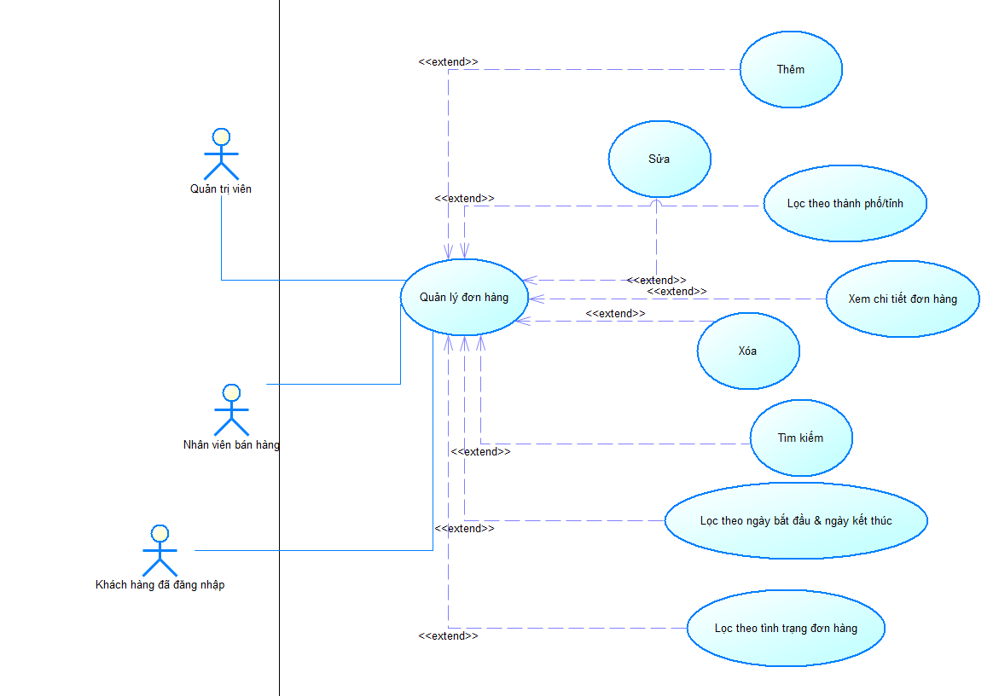 <<extend>>
Thêm
Sửa
Quản trị viên
<<extend>>
Lọc theo thành phố/tỉnh
<<extend>>
<<extend>>
Quản lý đơn hàng
Xem chi tiết đơn hàng
<<extend>>
Xóa
Nhân viên bán hàng
Tìm kiếm
<<extend>>
Lọc theo ngày bắt đầu & ngày kết thúc
<<extend>>
Khách hàng đã đăng nhập
Lọc theo tình trạng đơn hàng
<<extend>>